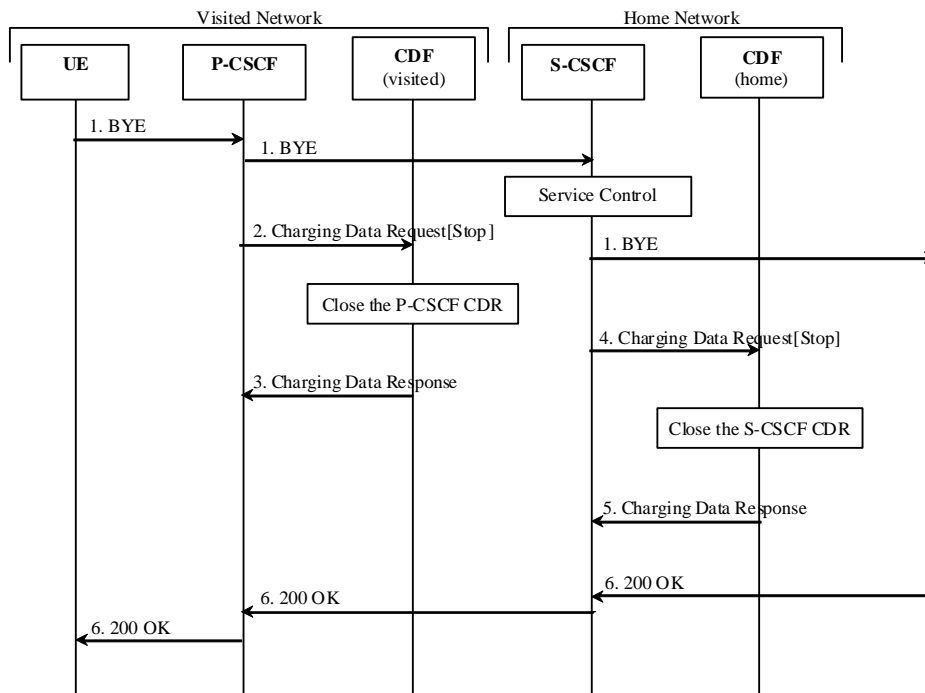 Visited Network
Home Network
UE
P-CSCF
CDF
(visited)
S-CSCF
CDF
(home)
1. BYE
1. BYE
Service Control
2. Charging Data Request[Stop]
1. BYE
Close the P-CSCF CDR
4. Charging Data Request[Stop]
3. Charging Data Response
Close the S-CSCF CDR
5. Charging Data Response
6. 200 OK
6. 200 OK
6. 200 OK